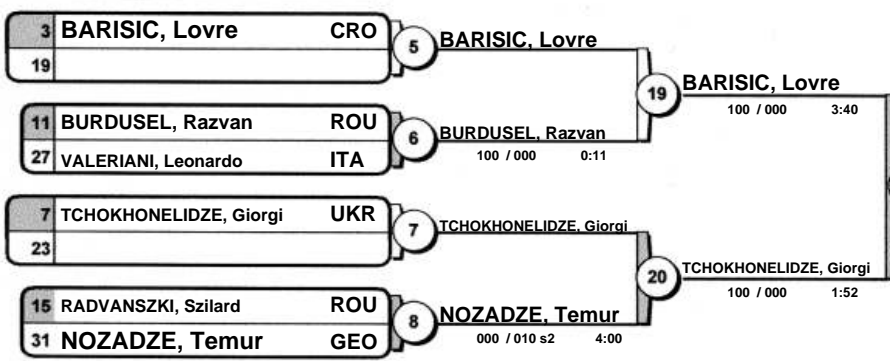 3 BARISIC, Lovre CRO
19
5
BARISIC, Lovre
11 BURDUSEL, Razvan ROU
27 VALERIANI, Leonardo ITA
6
BURDUSEL, Razvan
100 / 000 0:11
19
BARISIC, Lovre
100 / 000 3:40
7 TCHOKHONELIDZE, Giorgi UKR
23
7
TCHOKHONELIDZE, Giorgi
15 RADVANSZKI, Szilard ROU
31 NOZADZE, Temur GEO
8
NOZADZE, Temur
000 / 010 s2 4:00
20
TCHOKHONELIDZE, Giorgi
100 / 000 1:52